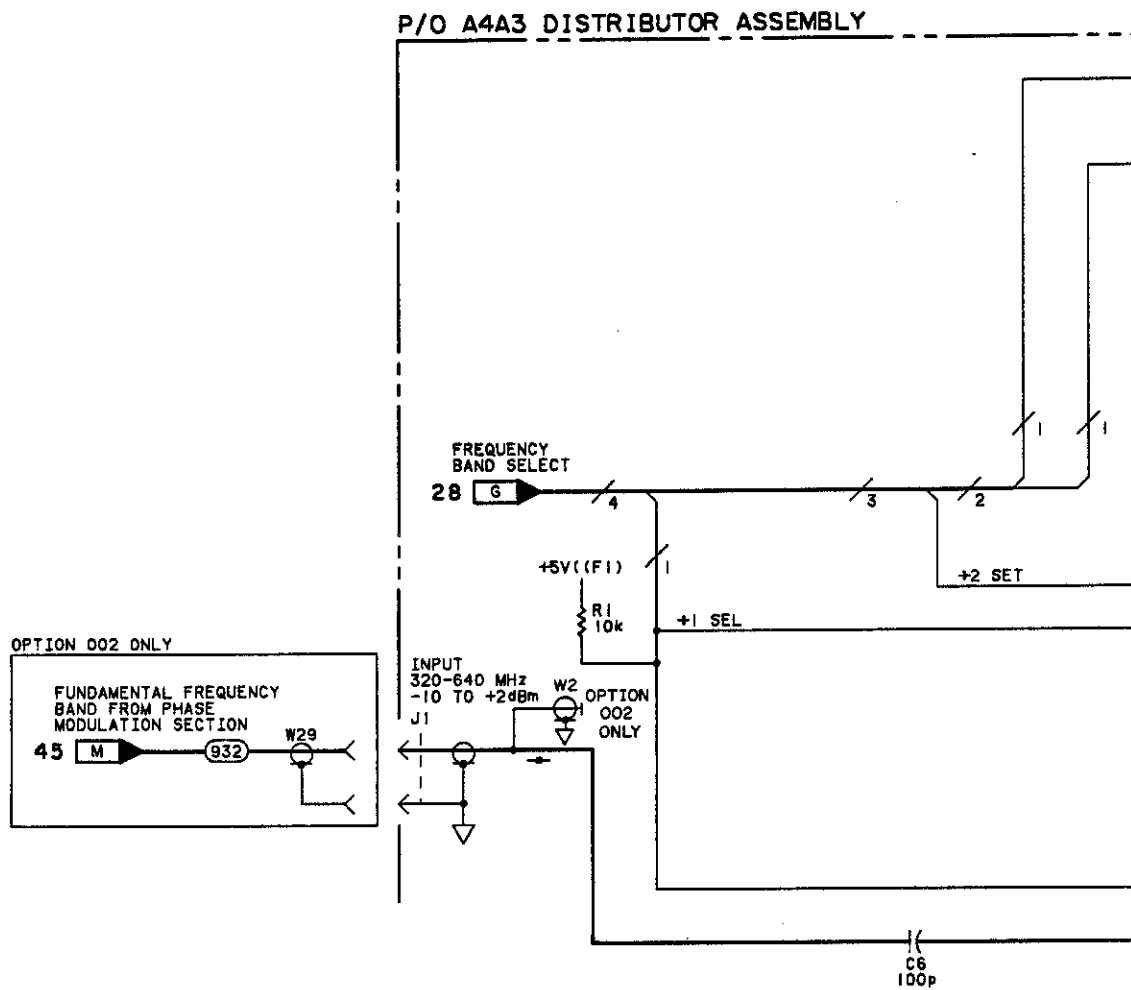 P/O A4A3 DISTRIBUTOR ASSEMBLY
1
1
FREQUENCY
BAND SELECT
28
G
4
3
2
+5V((F1)
1
+2 SET
R1
10k
+1 SEL
OPTION 002 ONLY
INPUT
320-640 MHz
-10 TO +2dBm
J1
W2
OPTION
002
ONLY
FUNDAMENTAL FREQUENCY
BAND FROM PHASE
MODULATION SECTION
45
M
932
W29
C6
100p